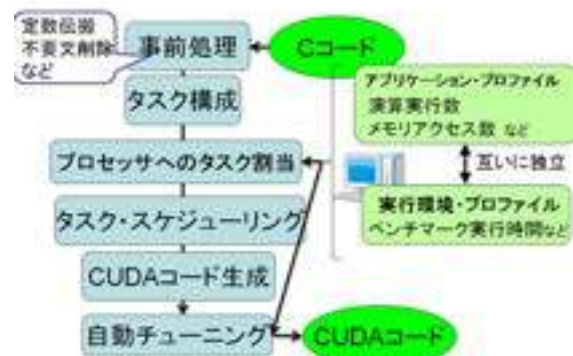 定数伝搬
不要文削除
など
事前処理
Cコード
タスク構成
プロセッサへのタスク割当
タスク・スケジューリング
CUDAコード生成
自動チューニング
CUDAコード
アプリケーション・プロファイル
演算実行数
メモリアクセス数 など
互いに独立
実行環境・プロファイル
ベンチマーク実行時間など